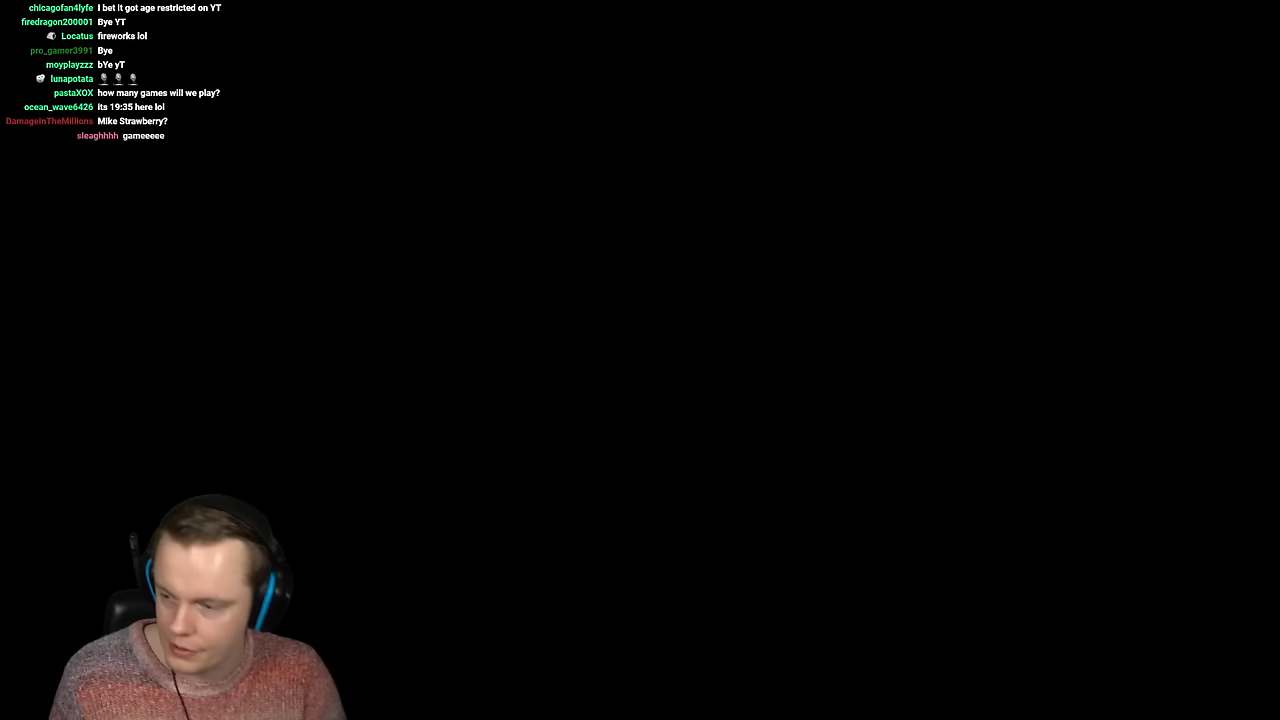 chicagofan4lyfe I bet it got age restricted on YT
firedragon200001 Bye YT
Locatus fireworks lol
pro_gamer3991 Bye
moyplayzzz bYe yT
lunapotata
pastaXOX how many games will we play?
ocean_wave6426 its 19:35 here lol
DamageInTheMillions Mike Strawberry?
sleaghhhh gameeeee